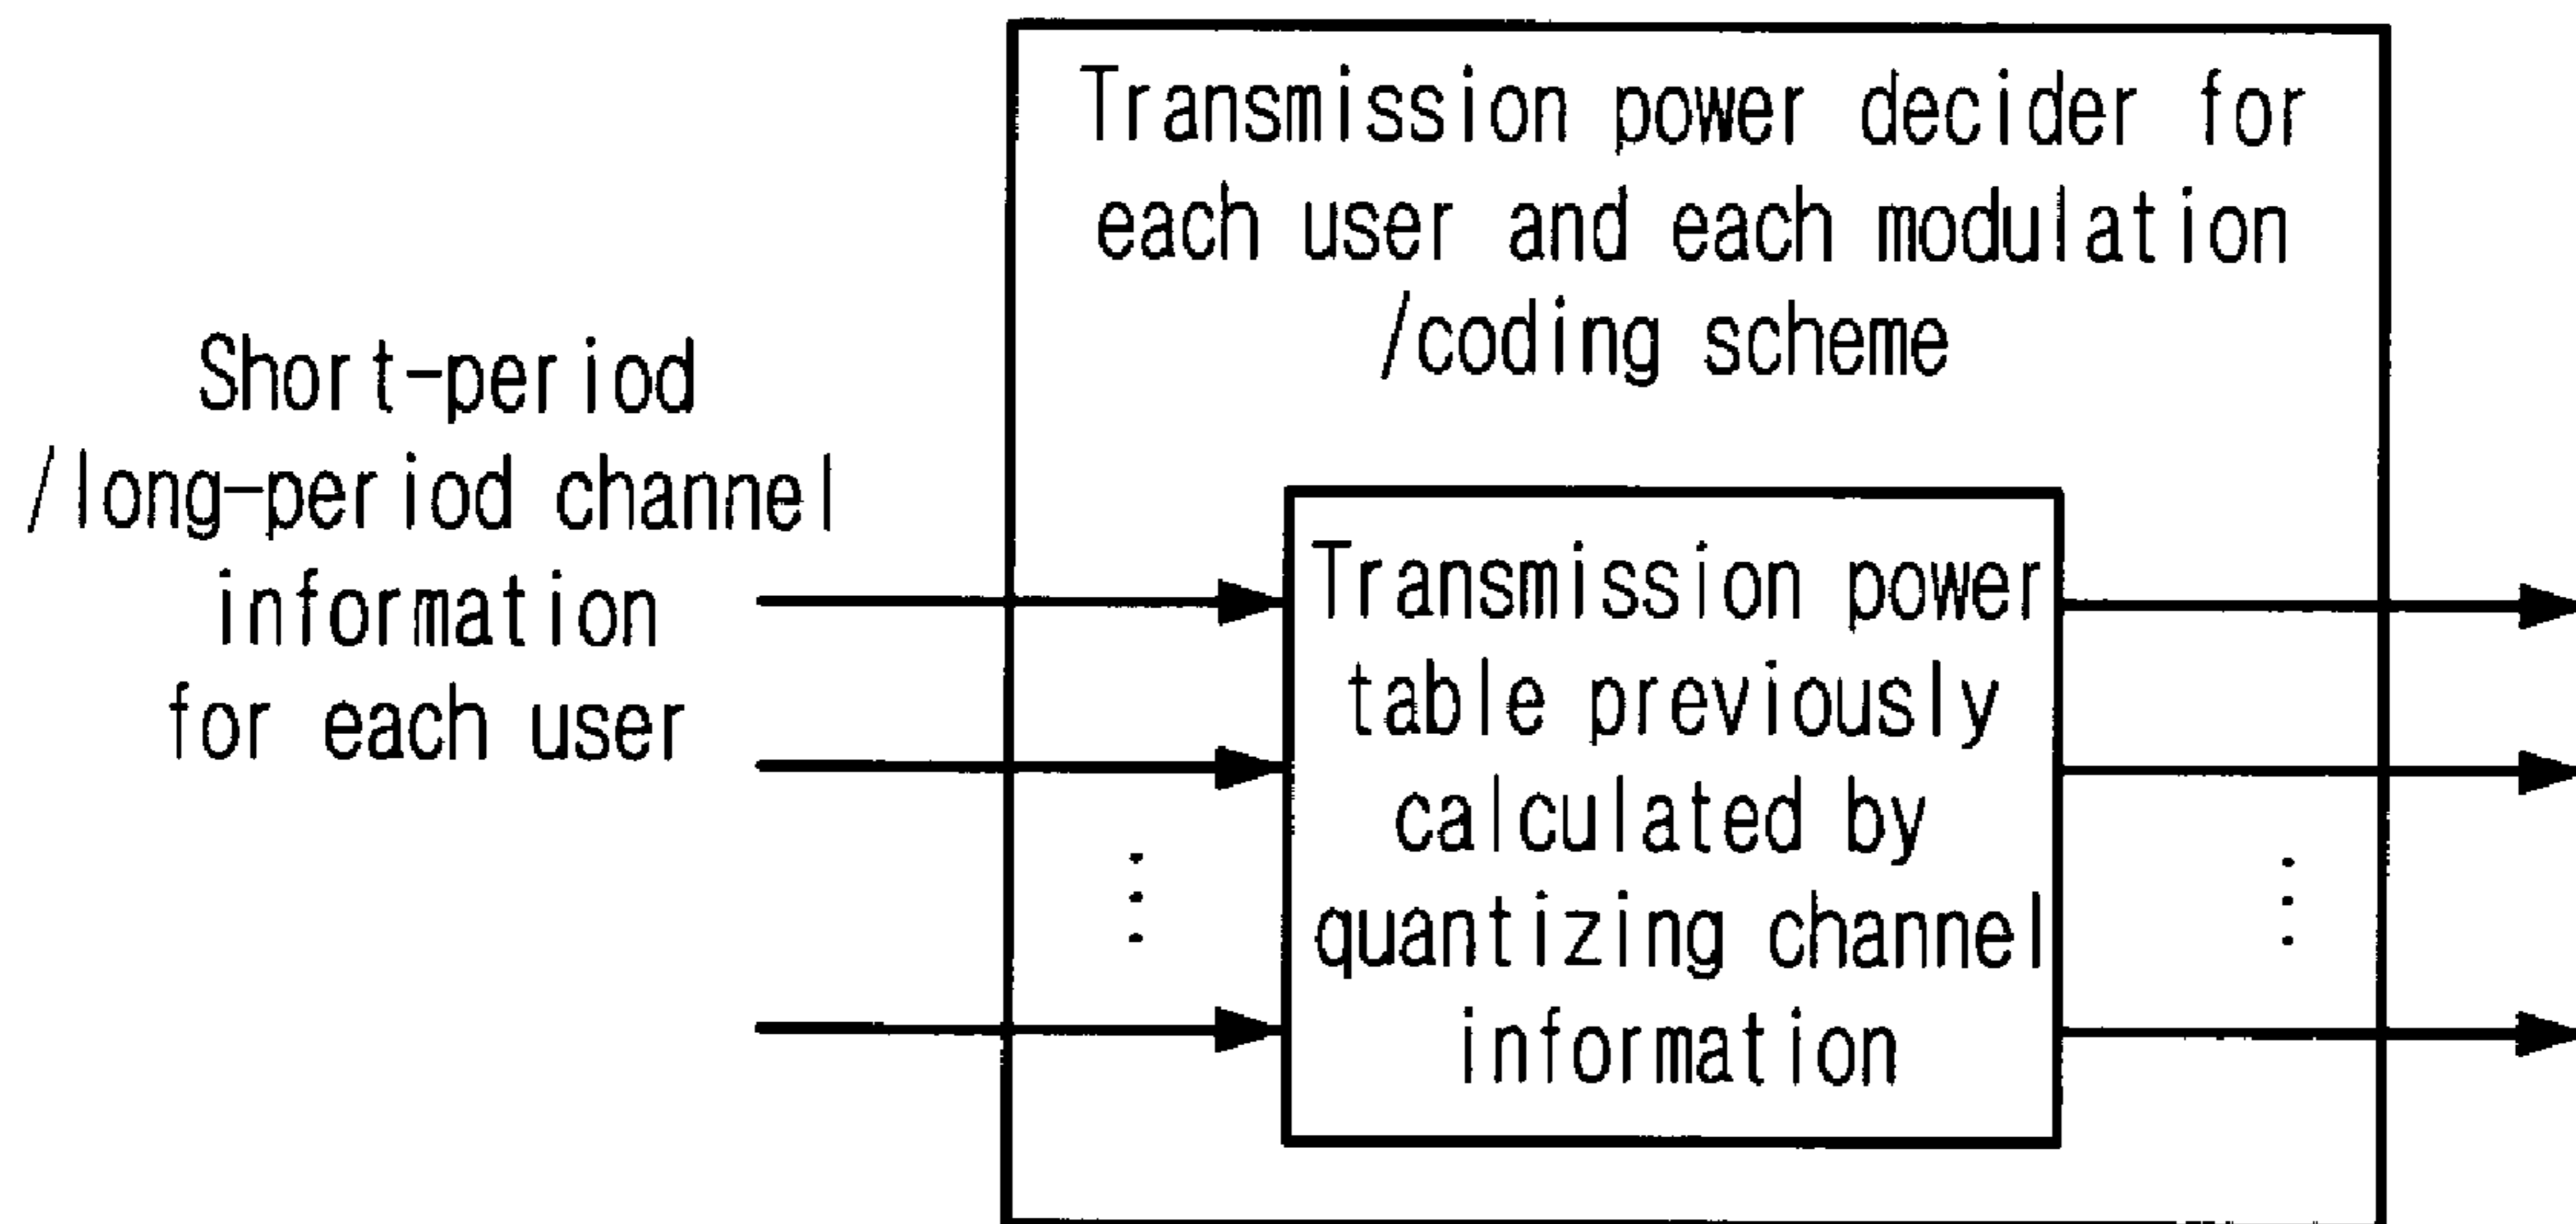 Transmission power decider for
each user and each modulation
/coding scheme
Short-period
/long-period channel
information
for each user
Transmission power
table previously
calculated by
quantizing channel
information